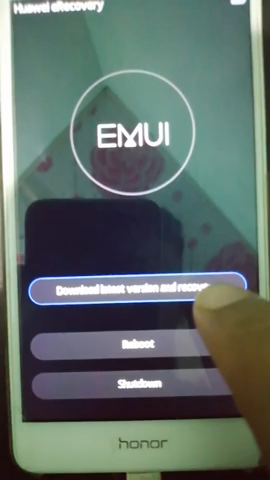 Huawei eRecovery
EMUI
Download latest version and recovery
Reboot
Shutdown
honor